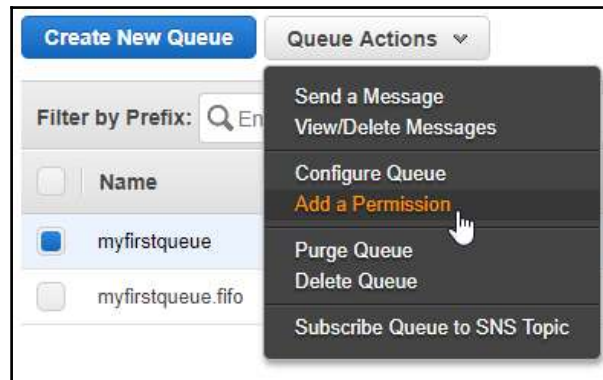 Create New Queue
Queue Actions
Filter by Prefix: En
Send a Message
View/Delete Messages
Name
Configure Queue
Add a Permission
myfirstqueue
Purge Queue
Delete Queue
myfirstqueue.fifo
Subscribe Queue to SNS Topic